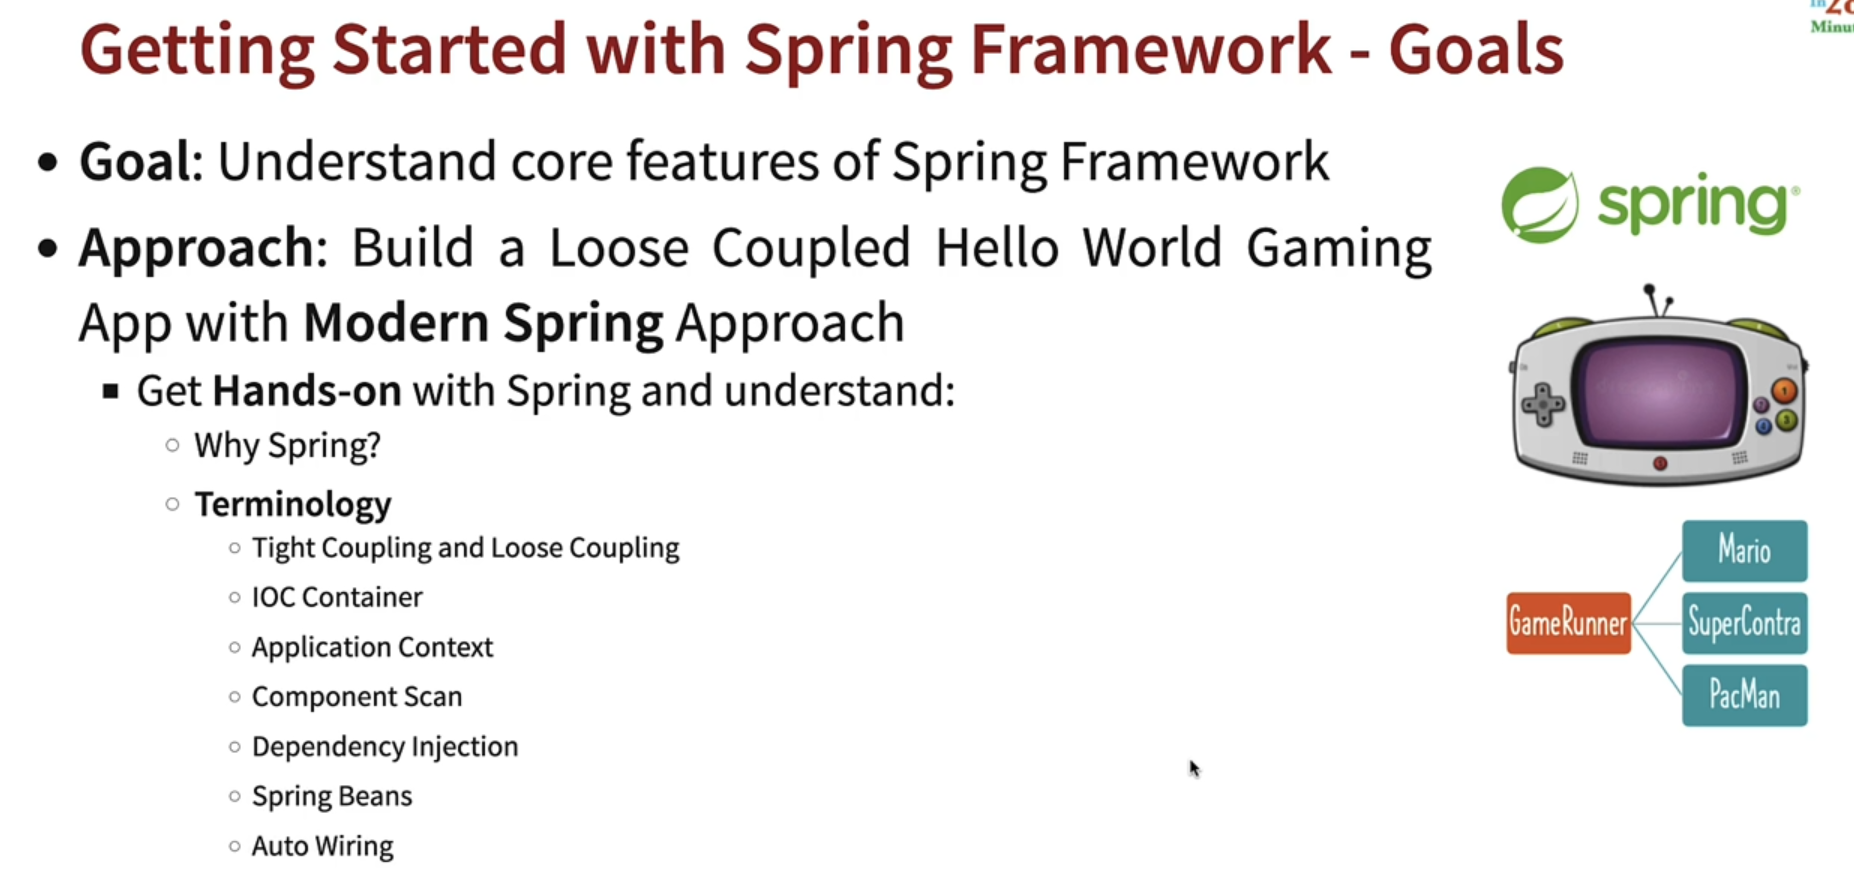 Getting Started with Spring Framework - Goals
In28
Minut
• Goal: Understand core features of Spring Framework
• Approach: Build a Loose Coupled Hello World Gaming
App with Modern Spring Approach
▪ Get Hands-on with Spring and understand:
○ Why Spring?
○ Terminology
○ Tight Coupling and Loose Coupling
○ IOC Container
○ Application Context
○ Component Scan
○ Dependency Injection
○ Spring Beans
○ Auto Wiring
spring®
GameRunner
Mario
SuperContra
PacMan